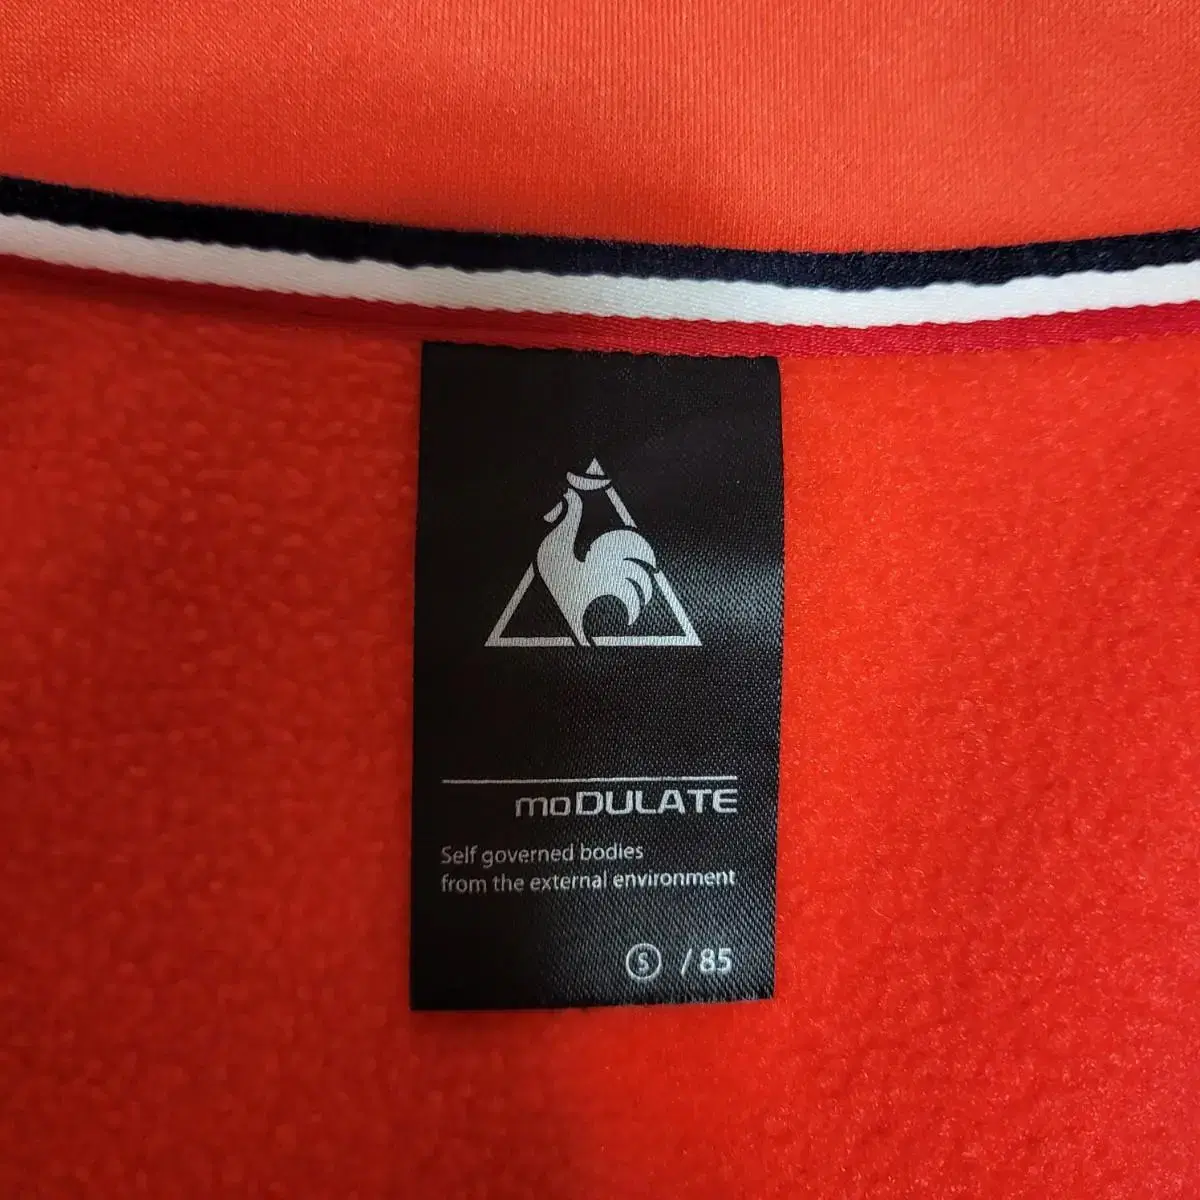 moDULATE
Self governed bodies
from the external environment
Ⓢ / 85